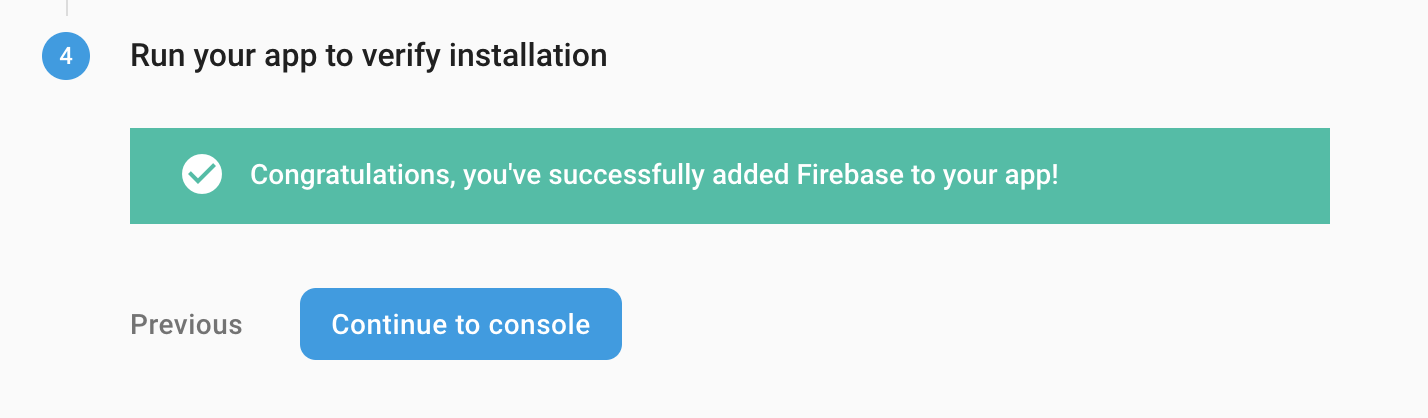 4
Run your app to verify installation
Congratulations, you've successfully added Firebase to your app!
Previous
Continue to console